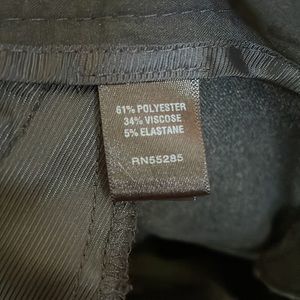 61% POLYESTER
34% VISCOSE
5% ELASTANE
RN55285